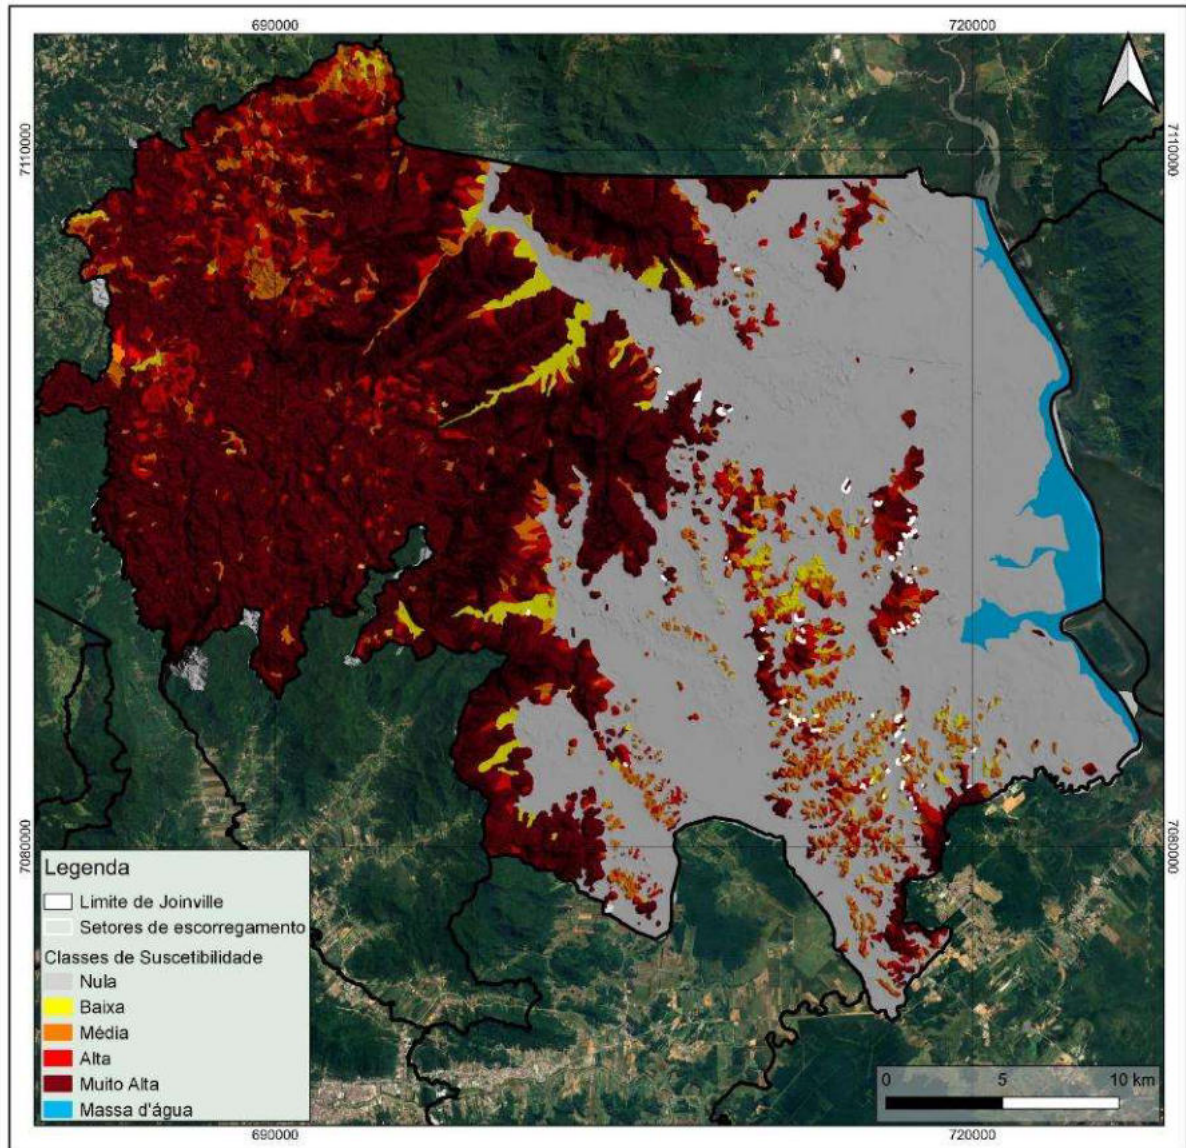 690000
720000
7110000
7110000
7080000
7080000
Legenda
Limite de Joinville
Setores de escorregamento
Classes de Suscetibilidade
Nula
Baixa
Média
Alta
Muito Alta
Massa d'água
0 5 10 km
690000
720000